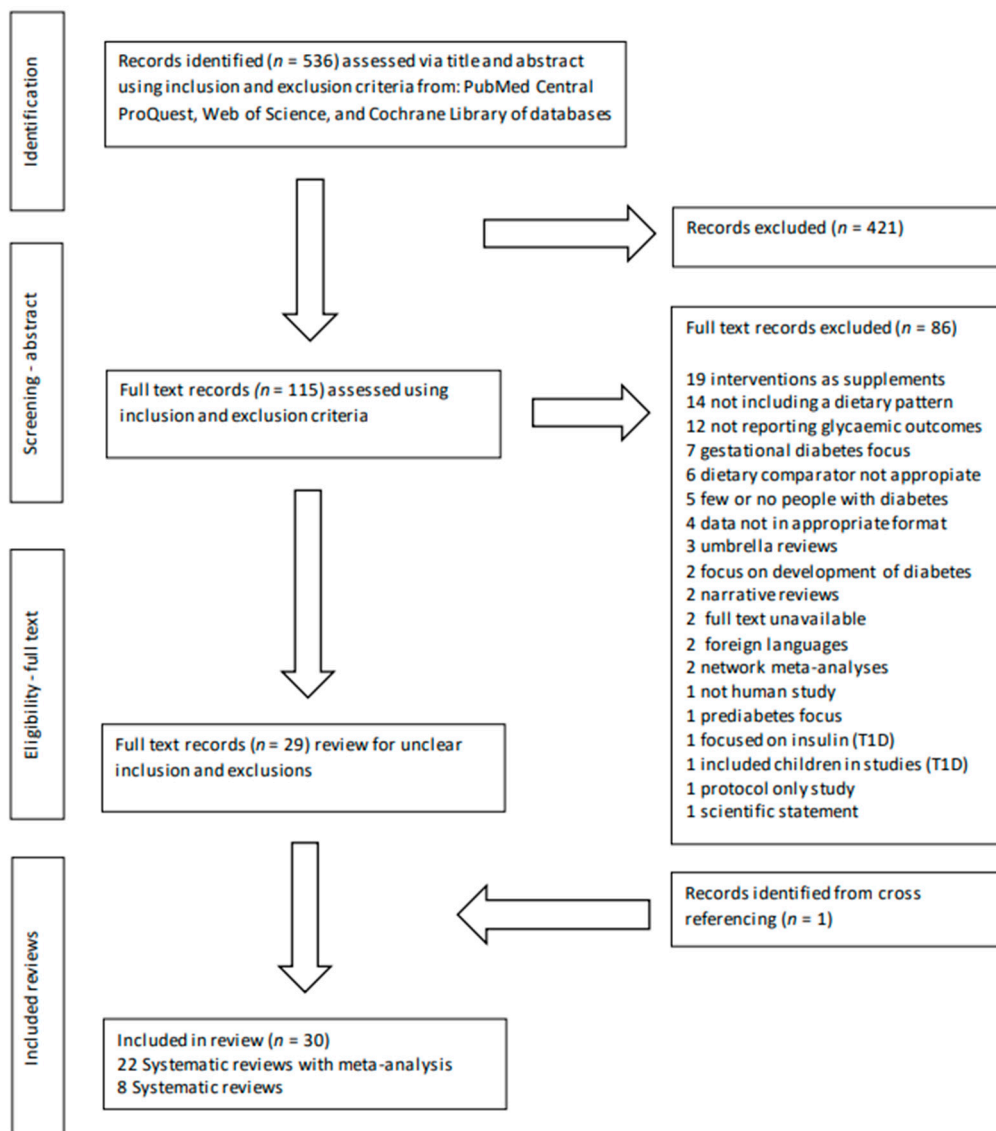 Identification
Records identified (n = 536) assessed via title and abstract
using inclusion and exclusion criteria from: PubMed Central
ProQuest, Web of Science, and Cochrane Library of databases
Records excluded (n = 421)
Screening - abstract
Full text records (n = 115) assessed using
inclusion and exclusion criteria
Full text records excluded (n = 86)
19 interventions as supplements
14 not including a dietary pattern
12 not reporting glycaemic outcomes
7 gestational diabetes focus
6 dietary comparator not appropiate
5 few or no people with diabetes
4 data not in appropriate format
3 umbrella reviews
2 focus on development of diabetes
2 narrative reviews
2 full text unavailable
2 foreign languages
2 network meta-analyses
1 not human study
1 prediabetes focus
1 focused on insulin (T1D)
1 included children in studies (T1D)
1 protocol only study
1 scientific statement
Eligibility - full text
Full text records (n = 29) review for unclear
inclusion and exclusions
Records identified from cross
referencing (n = 1)
Included reviews
Included in review (n = 30)
22 Systematic reviews with meta-analysis
8 Systematic reviews